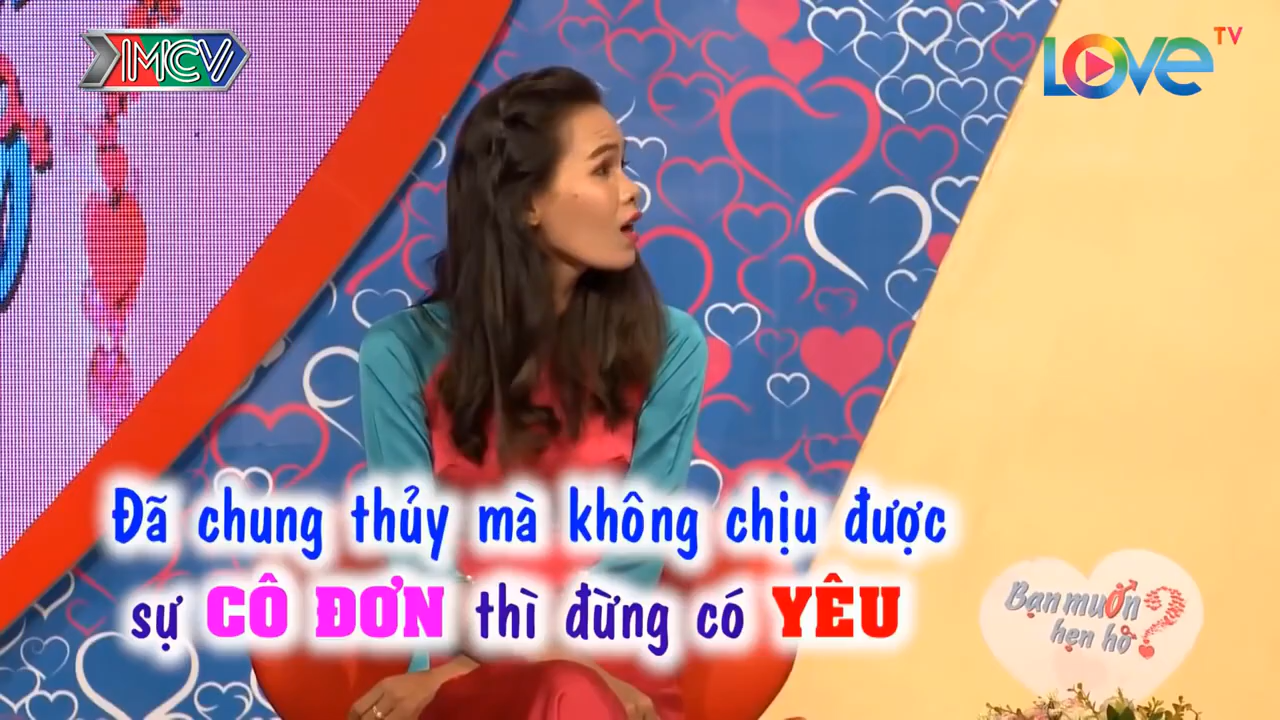 MCV
LOVE TV
Đã chung thủy mà không chịu được
sự CÔ ĐƠN thì đừng có YÊU
Bạn muốn
hẹn hò?